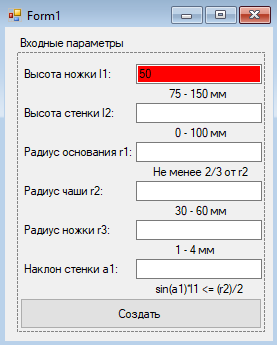 Form1
Входные параметры
Высота ножки l1: 50
75 - 150 мм
Высота стенки l2:
0 - 100 мм
Радиус основания r1:
Не менее 2/3 от r2
Радиус чаши r2:
30 - 60 мм
Радиус ножки r3:
1 - 4 мм
Наклон стенки a1:
sin(a1)*l1 <= (r2)/2
Создать